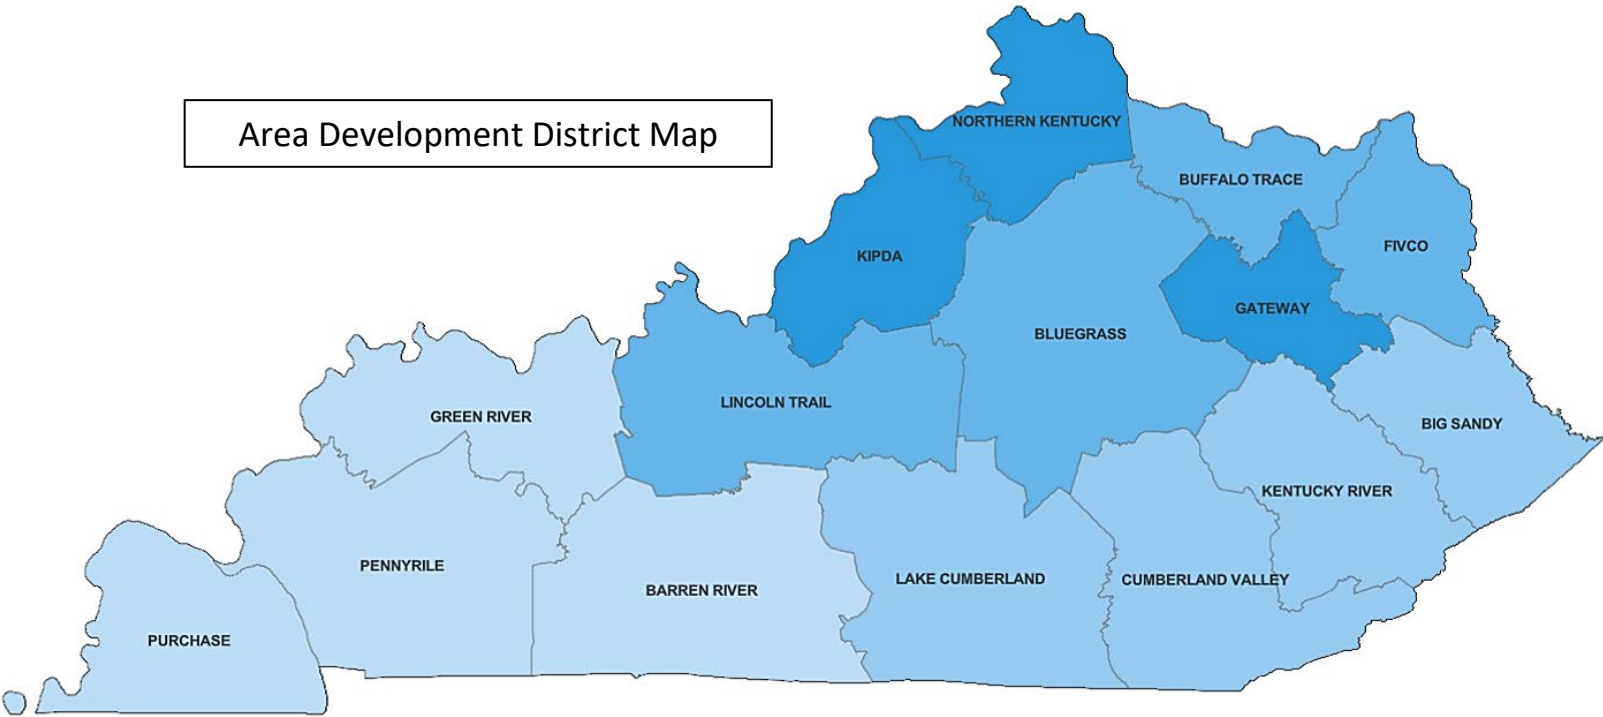 Area Development District Map
NORTHERN KENTUCKY
BUFFALO TRACE
KIPDA
FIVCO
GATEWAY
BLUEGRASS
LINCOLN TRAIL
GREEN RIVER
BIG SANDY
KENTUCKY RIVER
PENNYRILE
LAKE CUMBERLAND
CUMBERLAND VALLEY
BARREN RIVER
PURCHASE